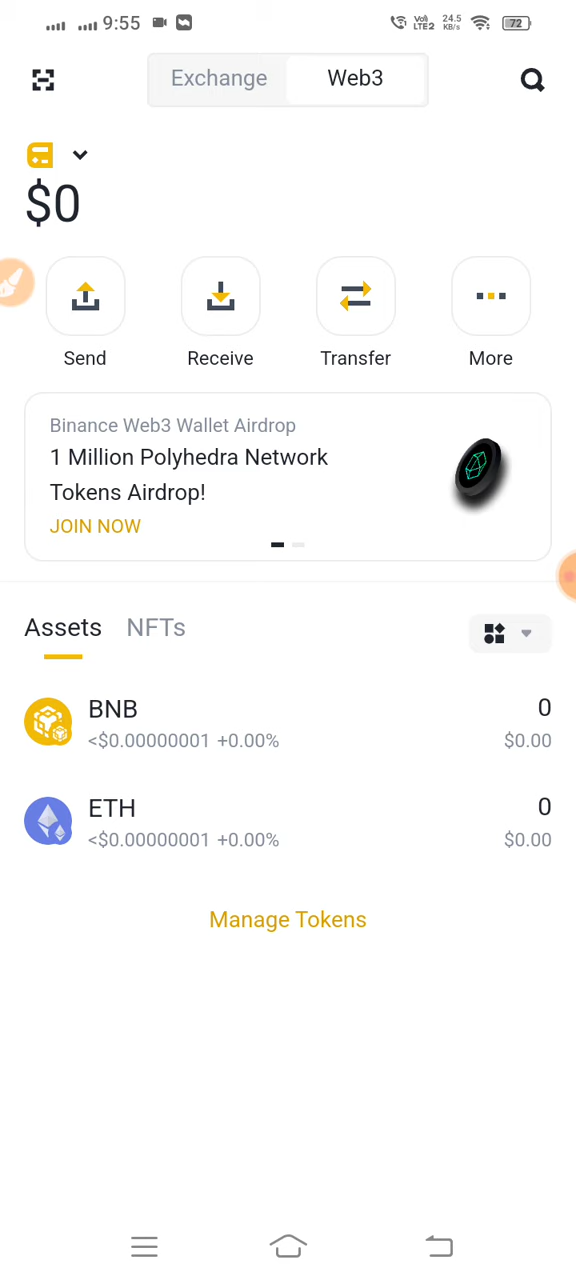 9:55 Vo) LTE2 24.5 KB/s 72
Exchange Web3
$0
Send Receive Transfer More
Binance Web3 Wallet Airdrop
1 Million Polyhedra Network
Tokens Airdrop!
JOIN NOW
Assets NFTs
BNB 0
<$0.00000001 +0.00% $0.00
ETH 0
<$0.00000001 +0.00% $0.00
Manage Tokens